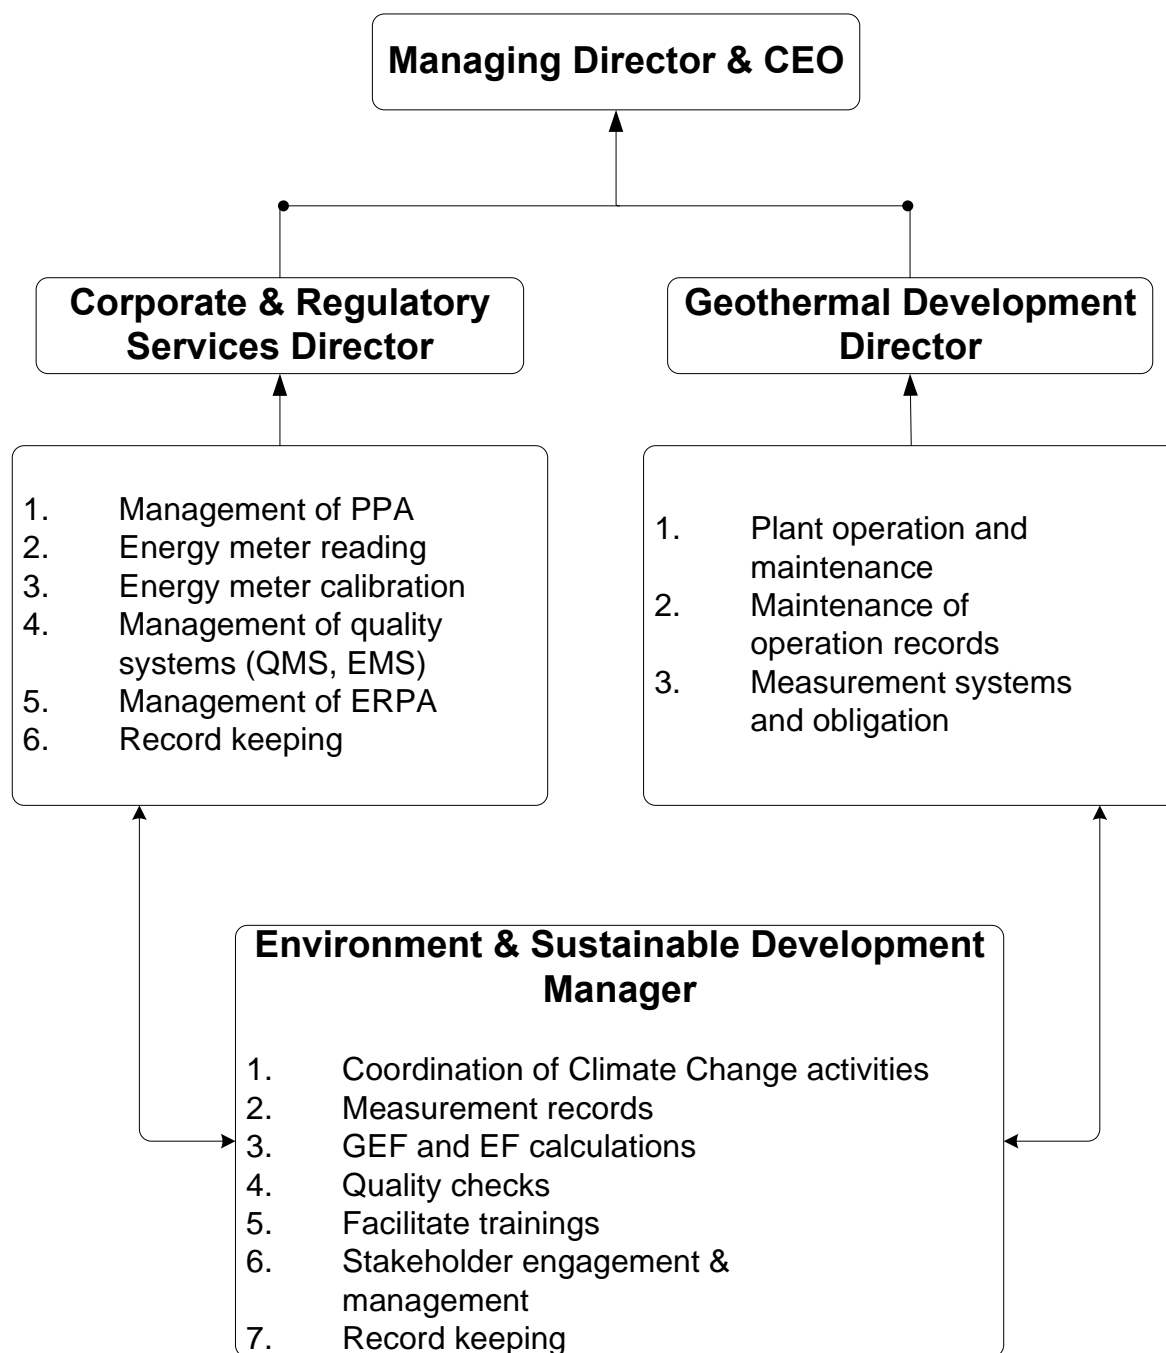 Managing Director & CEO
Corporate & Regulatory
Services Director
Geothermal Development
Director
1. Management of PPA
2. Energy meter reading
3. Energy meter calibration
4. Management of quality
systems (QMS, EMS)
5. Management of ERPA
6. Record keeping
1. Plant operation and
maintenance
2. Maintenance of
operation records
3. Measurement systems
and obligation
Environment & Sustainable Development
Manager
1. Coordination of Climate Change activities
2. Measurement records
3. GEF and EF calculations
4. Quality checks
5. Facilitate trainings
6. Stakeholder engagement &
management
7. Record keeping